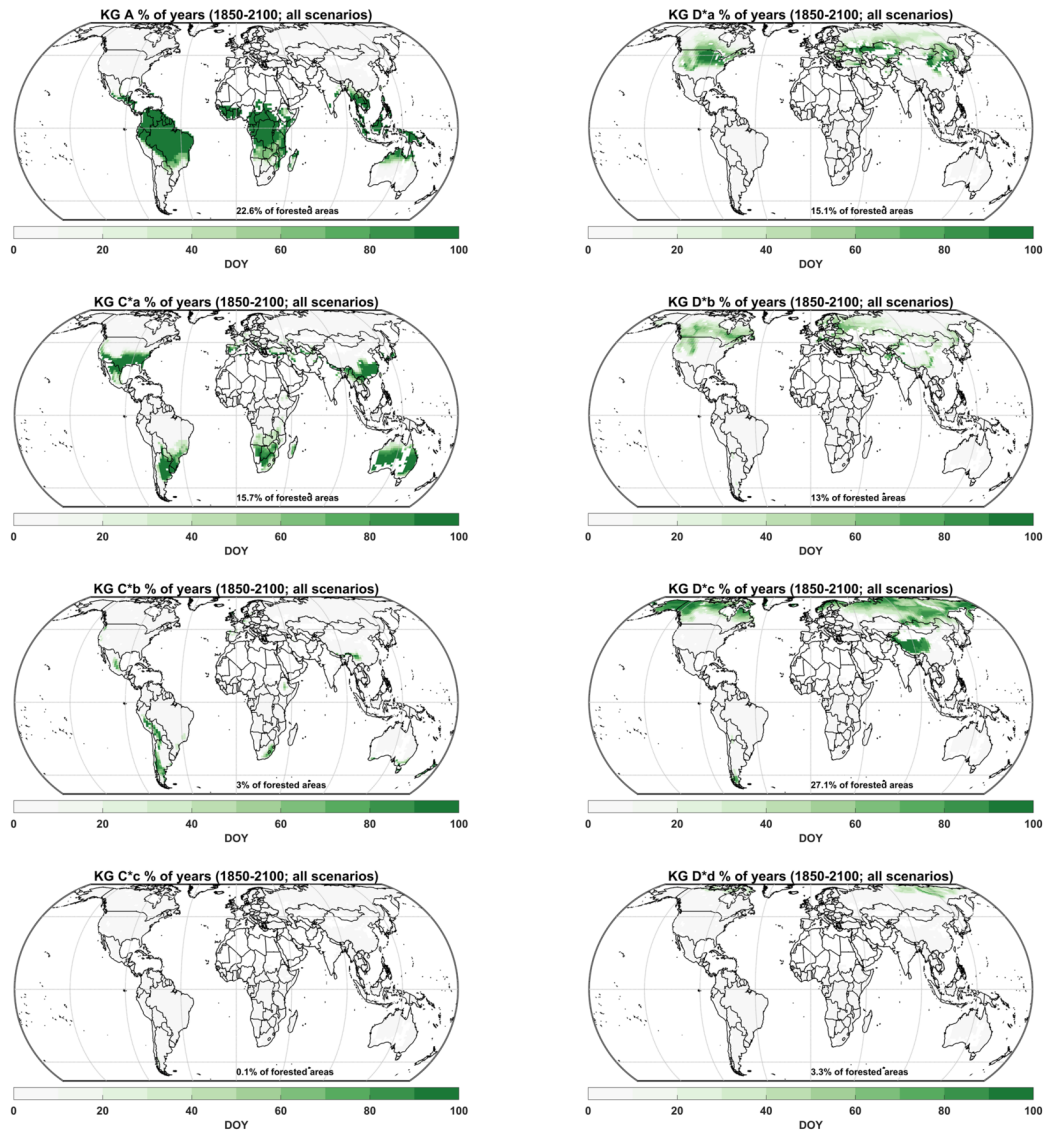 KG A % of years (1850-2100; all scenarios)
22.6% of forested areas
0 20 40 60 80 100
DOY
KG D*a % of years (1850-2100; all scenarios)
15.1% of forested areas
0 20 40 60 80 100
DOY
KG C*a % of years (1850-2100; all scenarios)
15.7% of forested areas
0 20 40 60 80 100
DOY
KG D*b % of years (1850-2100; all scenarios)
13% of forested areas
0 20 40 60 80 100
DOY
KG C*b % of years (1850-2100; all scenarios)
3% of forested areas
0 20 40 60 80 100
DOY
KG D*c % of years (1850-2100; all scenarios)
27.1% of forested areas
0 20 40 60 80 100
DOY
KG C*c % of years (1850-2100; all scenarios)
0.1% of forested areas
0 20 40 60 80 100
DOY
KG D*d % of years (1850-2100; all scenarios)
3.3% of forested areas
0 20 40 60 80 100
DOY